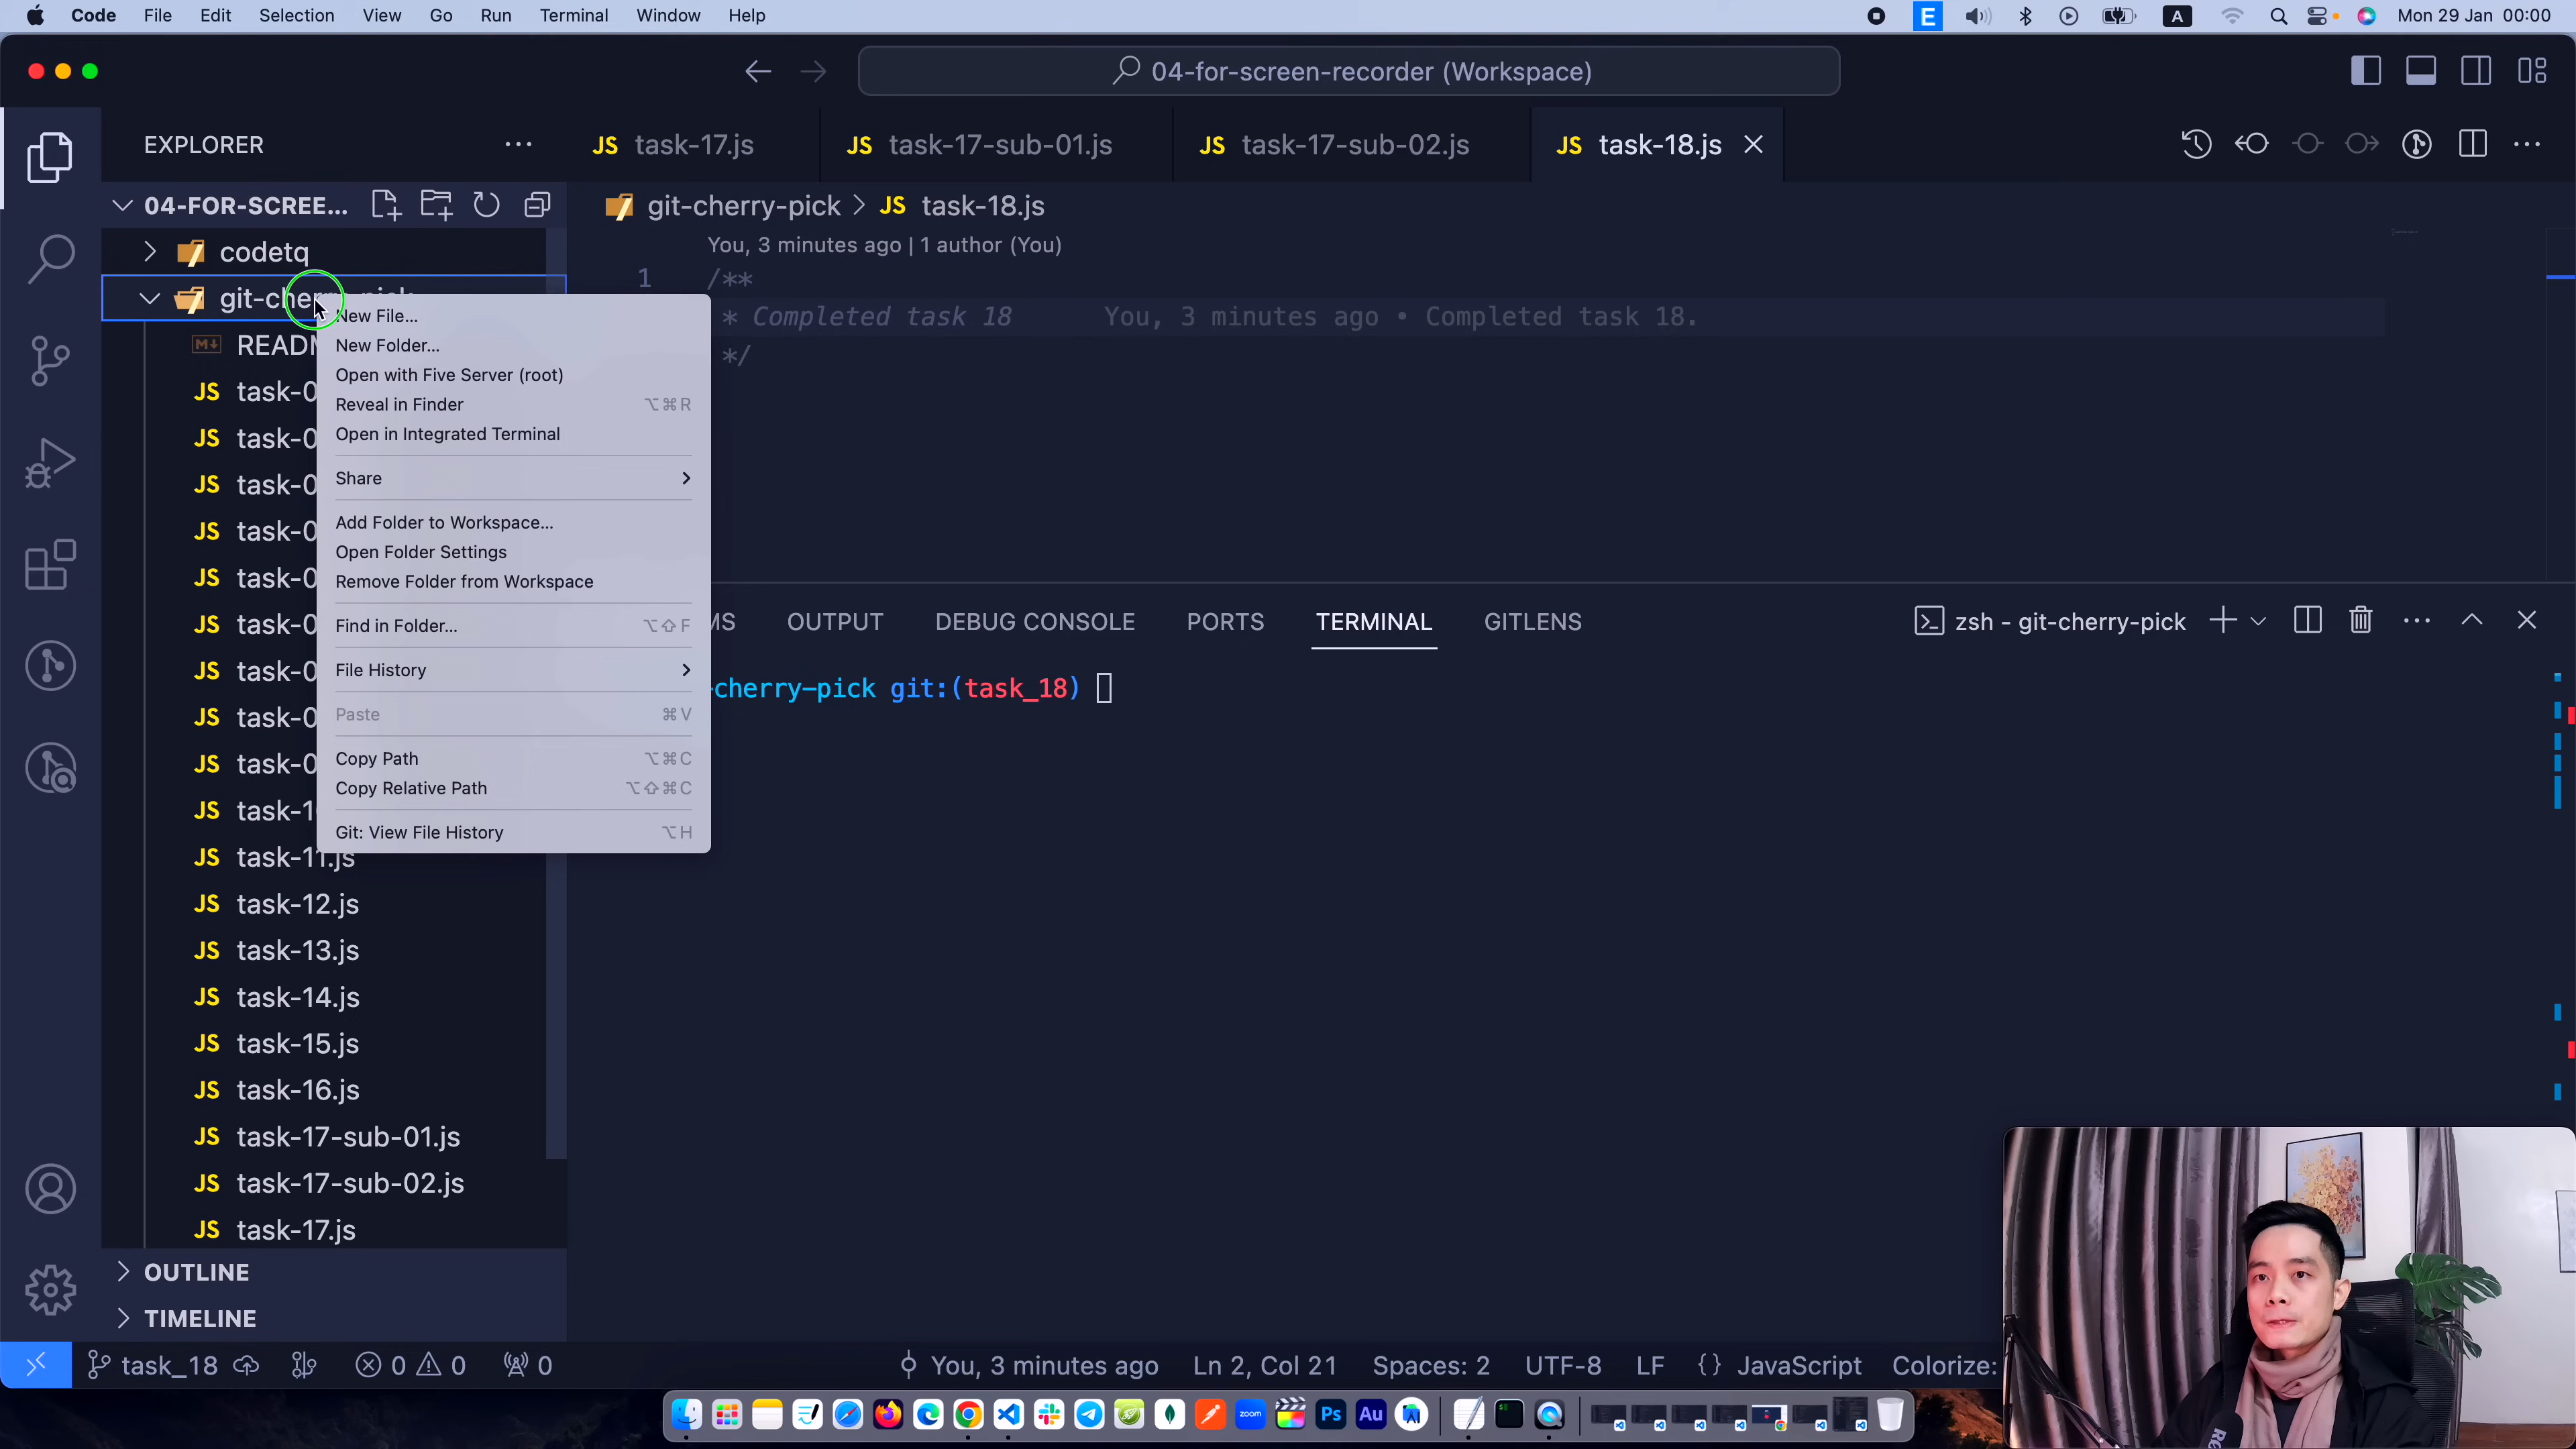 Code File Edit Selection View Go Run Terminal Window Help
E
A
Mon 29 Jan 00:00
04-for-screen-recorder (Workspace)
EXPLORER
JS task-17.js
JS task-17-sub-01.js
JS task-17-sub-02.js
JS task-18.js
04-FOR-SCREE...
git-cherry-pick > JS task-18.js
codetq
You, 3 minutes ago | 1 author (You)
1 /**
git-cherry-pick
* Completed task 18 You, 3 minutes ago • Completed task 18.
*/
READM
JS task-0
JS task-0
JS task-0
JS task-0
JS task-0
JS task-0
JS task-0
JS task-0
JS task-0
JS task-1
JS task-11.js
JS task-12.js
JS task-13.js
JS task-14.js
JS task-15.js
JS task-16.js
JS task-17-sub-01.js
JS task-17-sub-02.js
JS task-17.js
OUTLINE
TIMELINE
New File...
New Folder...
Open with Five Server (root)
Reveal in Finder ⌥⌘R
Open in Integrated Terminal
Share
Add Folder to Workspace...
Open Folder Settings
Remove Folder from Workspace
Find in Folder... ⌥⇧F
File History
Paste ⌘V
Copy Path ⌥⌘C
Copy Relative Path ⌥⇧⌘C
Git: View File History ⌥H
MS OUTPUT DEBUG CONSOLE PORTS TERMINAL GITLENS
zsh - git-cherry-pick
-cherry-pick git:(task_18)
task_18 0 0 0
You, 3 minutes ago Ln 2, Col 21 Spaces: 2 UTF-8 LF {} JavaScript Colorize:
zoom Ps Au